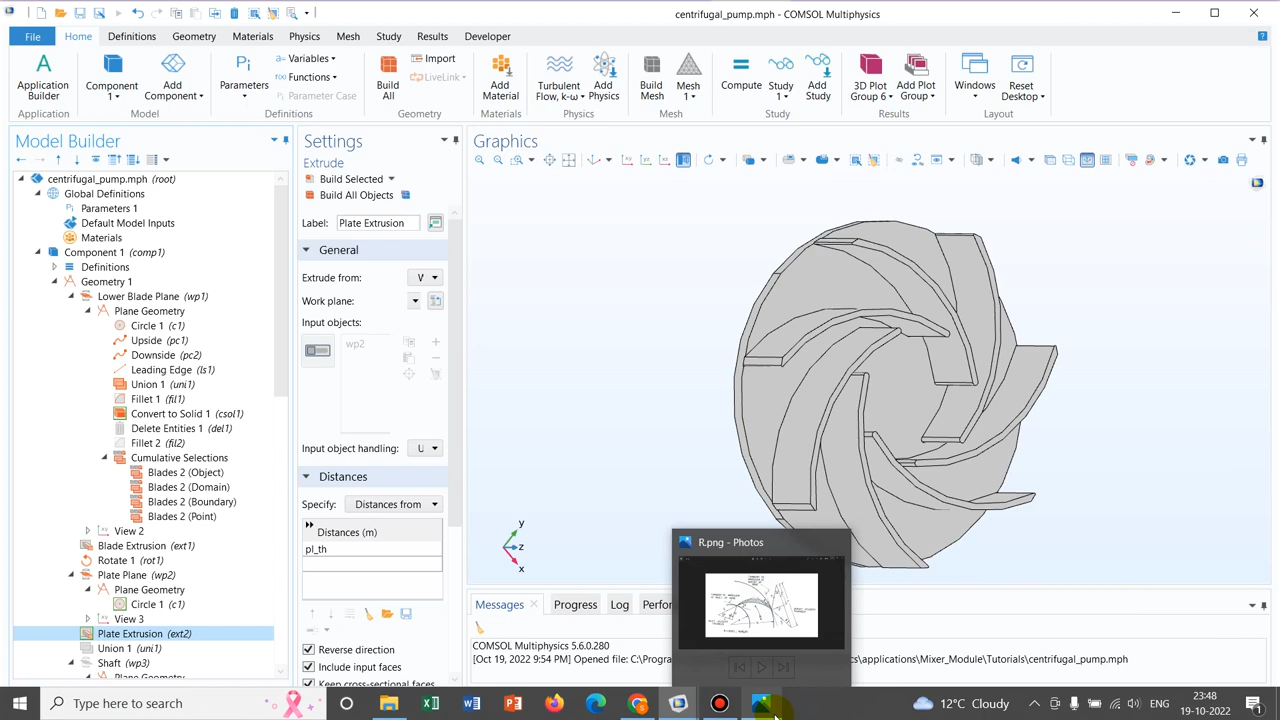 centrifugal_pump.mph - COMSOL Multiphysics
File Home Definitions Geometry Materials Physics Mesh Study Results Developer
Application Builder
Component 1
Add Component
Parameters
Variables
Functions
Parameter Case
Build All
Import
LiveLink
Add Material
Turbulent Flow, k-ω
Add Physics
Build Mesh
Mesh 1
Compute
Study 1
Add Study
3D Plot Group 6
Add Plot Group
Windows
Reset Desktop
Application Model Definitions Geometry Materials Physics Mesh Study Results Layout
Model Builder
centrifugal_pump.mph (root)
Global Definitions
Parameters 1
Default Model Inputs
Materials
Component 1 (comp1)
Definitions
Geometry 1
Lower Blade Plane (wp1)
Plane Geometry
Circle 1 (c1)
Upside (pc1)
Downside (pc2)
Leading Edge (ls1)
Union 1 (uni1)
Fillet 1 (fil1)
Convert to Solid 1 (csol1)
Delete Entities 1 (del1)
Fillet 2 (fil2)
Cumulative Selections
Blades 2 (Object)
Blades 2 (Domain)
Blades 2 (Boundary)
Blades 2 (Point)
View 2
Blade Extrusion (ext1)
Rotate 1 (rot1)
Plate Plane (wp2)
Plane Geometry
Circle 1 (c1)
View 3
Plate Extrusion (ext2)
Union 1 (uni1)
Shaft (wp3)
Settings
Extrude
Build Selected
Build All Objects
Label: Plate Extrusion
General
Extrude from:
Work plane:
Input objects:
wp2
Input object handling: U
Distances
Specify: Distances from
Distances (m)
pl_th
Reverse direction
Include input faces
Keep cross-sectional faces
Graphics
y
z
x
R.png - Photos
Messages Progress Log
COMSOL Multiphysics 5.6.0.280
[Oct 19, 2022 9:54 PM] Opened file: C:\Progra
cs\applications\Mixer_Module\Tutorials\centrifugal_pump.mph
Type here to search
12°C Cloudy
ENG
23:48
19-10-2022